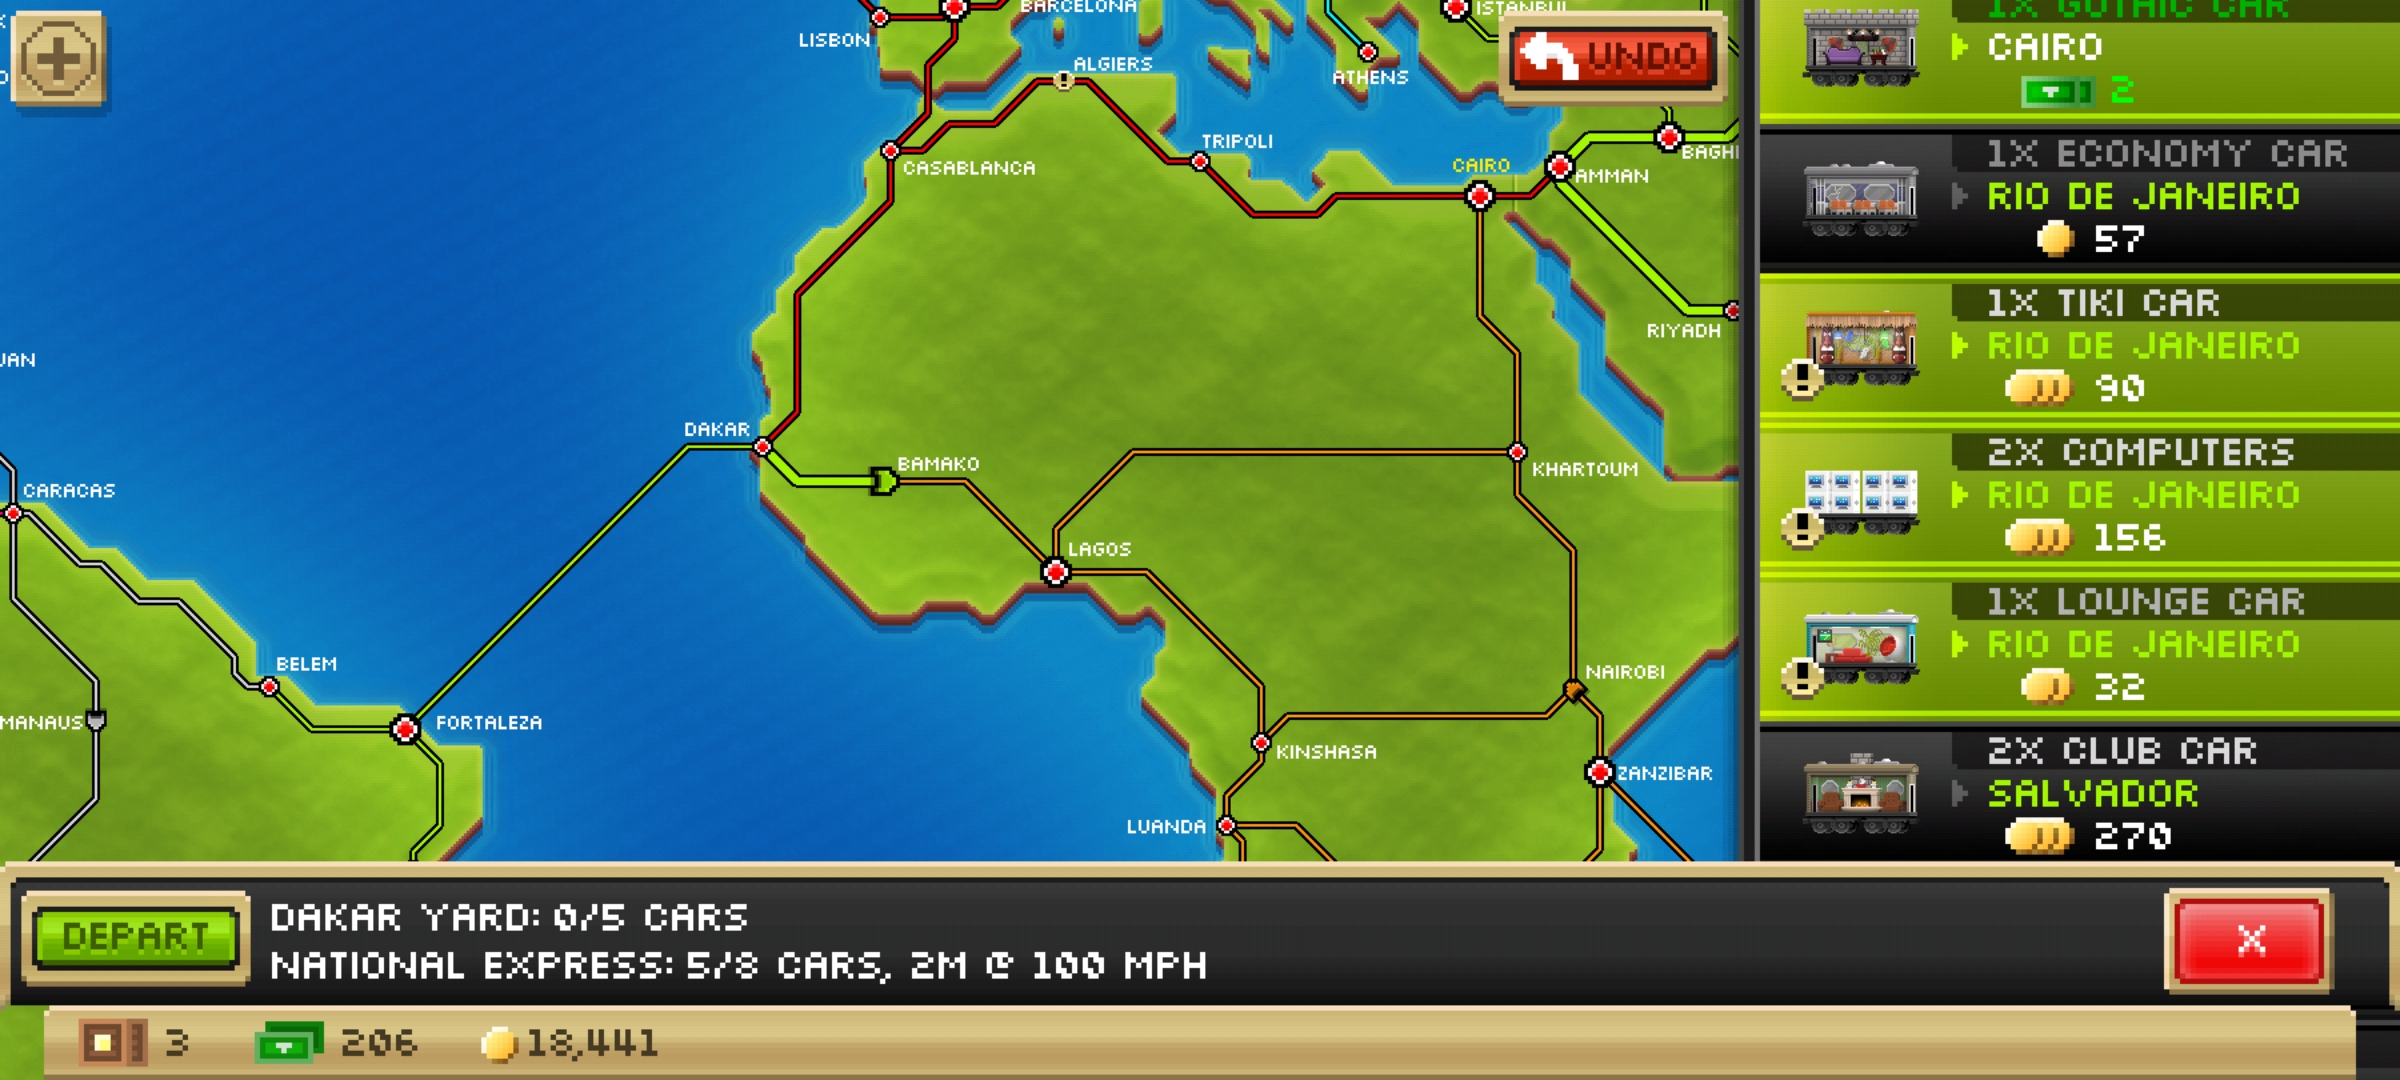 BARCELONA
ISTANBUL
LISBON
UNDO
ALGIERS
ATHENS
TRIPOLI
CASABLANCA
CAIRO
AMMAN
RIYADH
DAKAR
BAMAKO
KHARTOUM
CARACAS
LAGOS
BELEM
NAIROBI
MANAUS
FORTALEZA
KINSHASA
ZANZIBAR
LUANDA
1X GOTHIC CAR
CAIRO
2
1X ECONOMY CAR
RIO DE JANEIRO
57
1X TIKI CAR
RIO DE JANEIRO
90
2X COMPUTERS
RIO DE JANEIRO
156
1X LOUNGE CAR
RIO DE JANEIRO
32
2X CLUB CAR
SALVADOR
270
DEPART
DAKAR YARD: 0/5 CARS
NATIONAL EXPRESS: 5/8 CARS, 2M @ 100 MPH
X
3
206
18,441